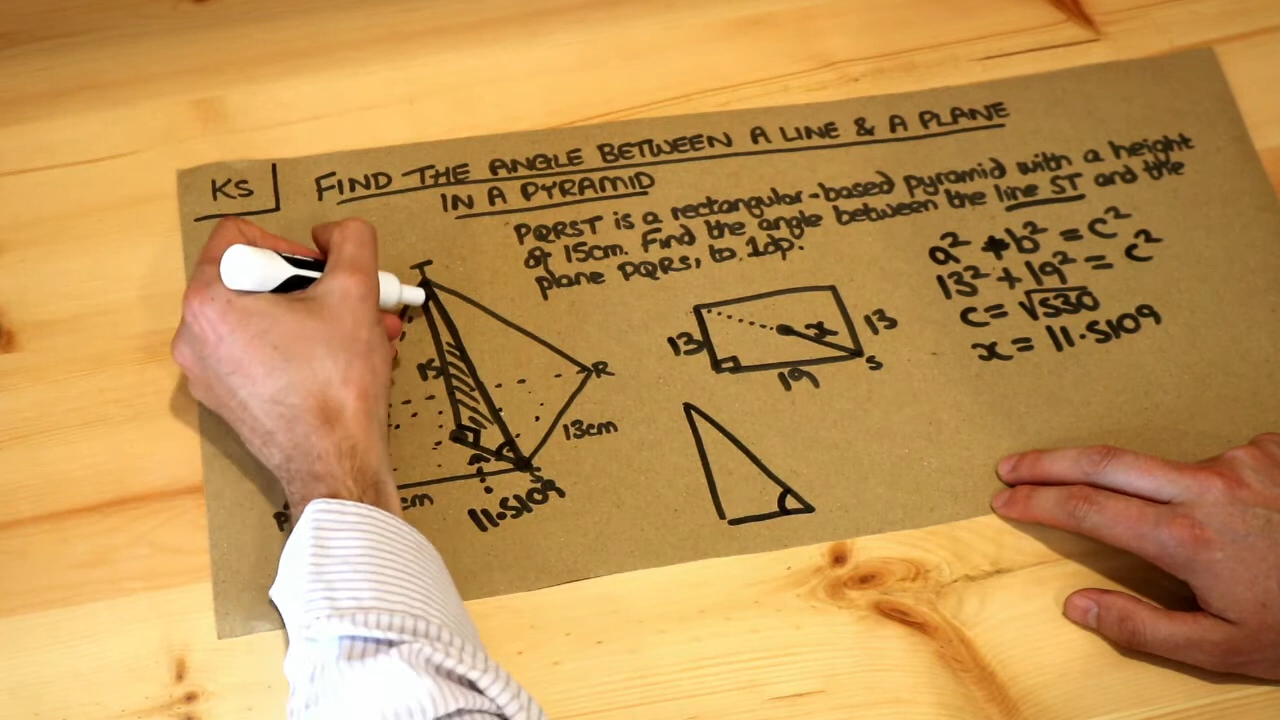 KS
FIND THE ANGLE BETWEEN A LINE & A PLANE
IN A PYRAMID
PQRST is a rectangular-based pyramid with a height
of 15cm. Find the angle between the line ST and the
plane PQRS, to 1dp.
a² + b² = c²
13² + 19² = c²
c = √530
x = 11.5109
T
15
R
13cm
S
cm
P
11.5109
13
x
13
19
S